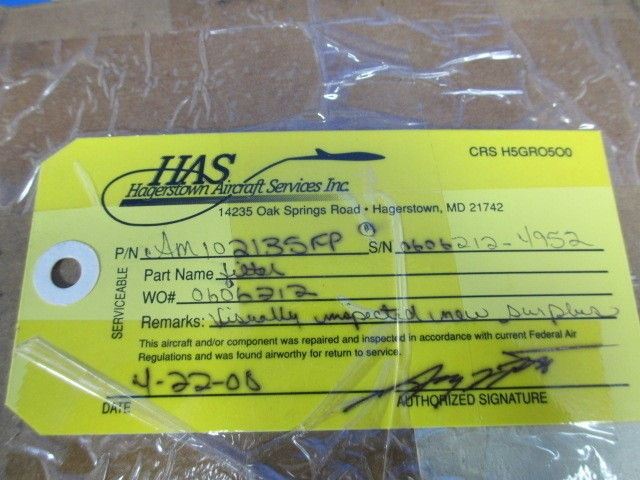 CRS H5GRO5O0
HAS
Hagerstown Aircraft Services Inc.
14235 Oak Springs Road • Hagerstown, MD 21742
P/N AM102135FP S/N 0606212-4952
SERVICEABLE
Part Name filter
WO# 0606212
Remarks: Visually inspected new surplus
This aircraft and/or component was repaired and inspected in accordance with current Federal Air
Regulations and was found airworthy for return to service.
4-22-08
DATE AUTHORIZED SIGNATURE